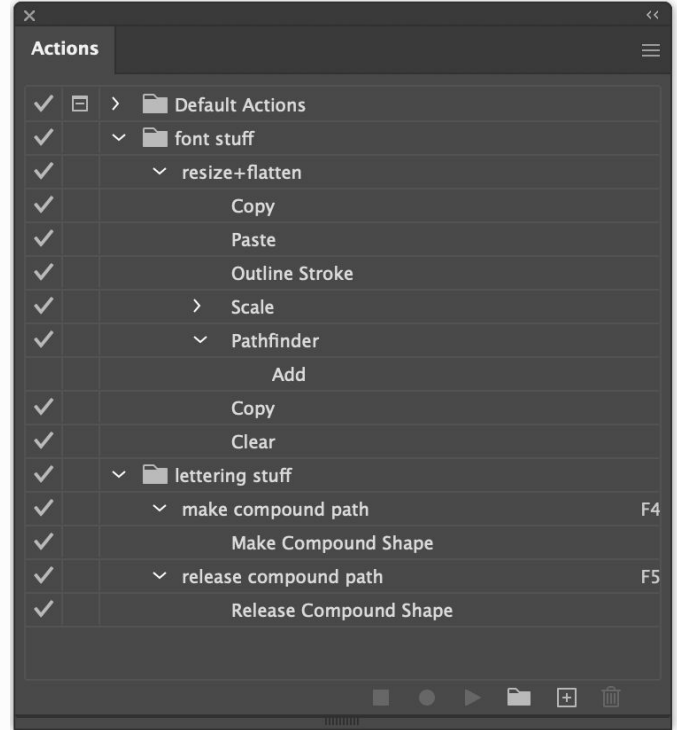 Actions
Default Actions
font stuff
resize+flatten
Copy
Paste
Outline Stroke
Scale
Pathfinder
Add
Copy
Clear
lettering stuff
make compound path F4
Make Compound Shape
release compound path F5
Release Compound Shape